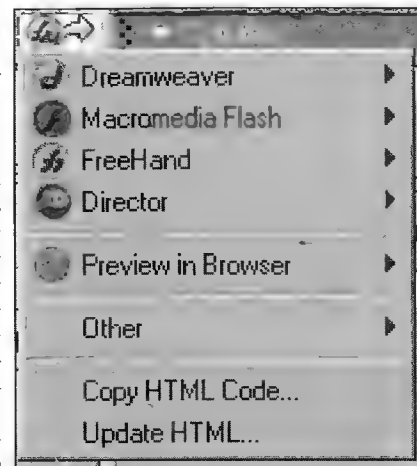 Dreamweaver
Macromedia Flash
FreeHand
Director
Preview in Browser
Other
Copy HTML Code...
Update HTML...